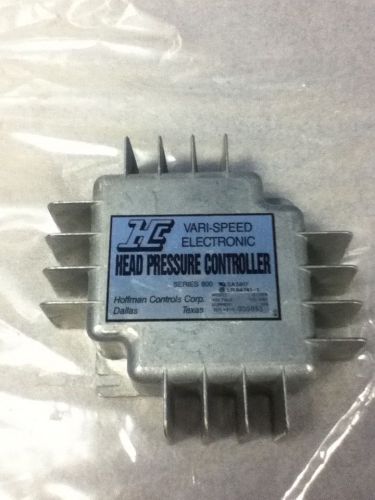 HC VARI-SPEED
ELECTRONIC
HEAD PRESSURE CONTROLLER
SERIES 800
Hoffman Controls Corp.
Dallas Texas